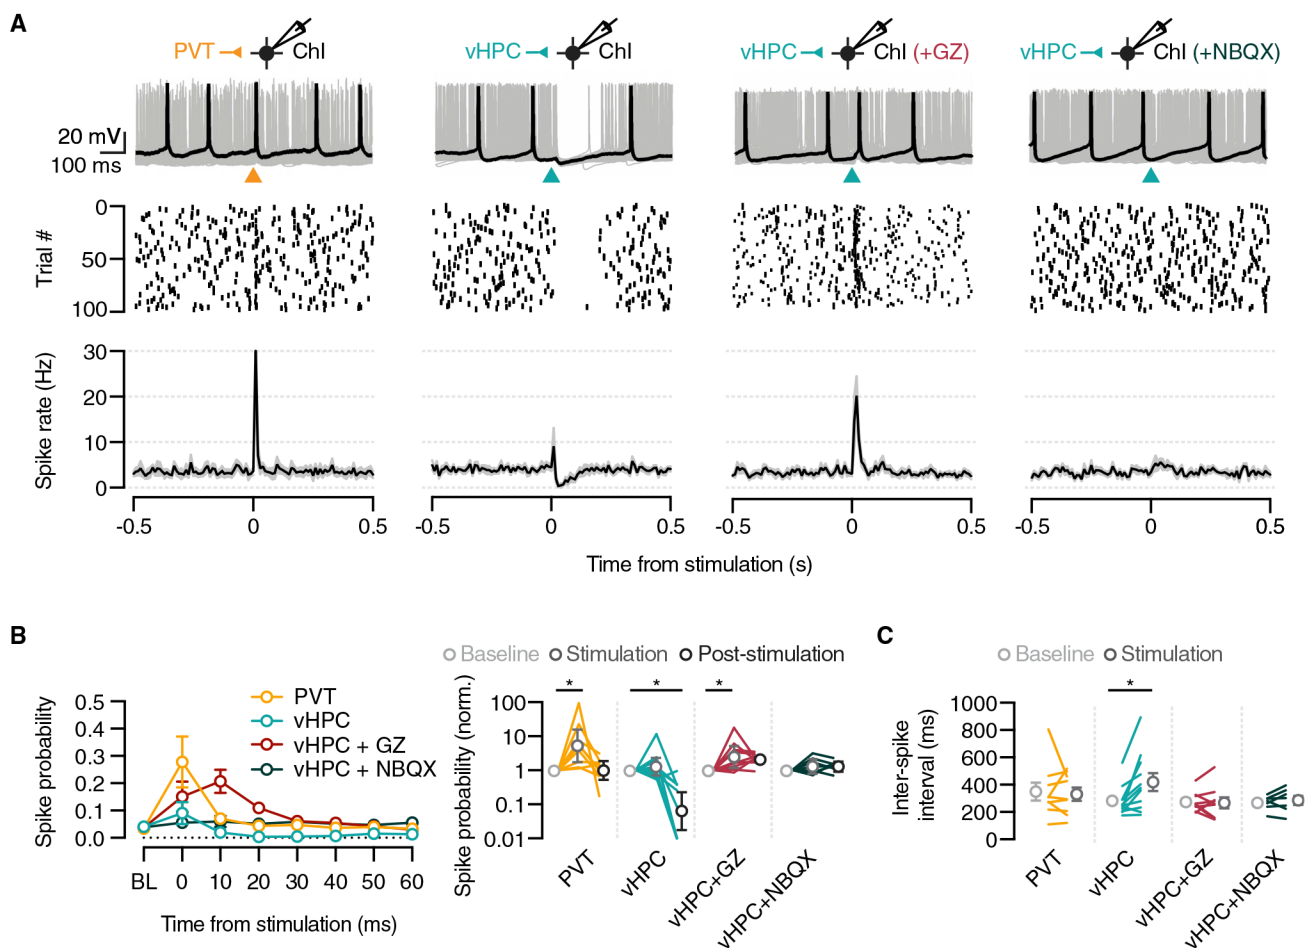 A
PVT ChI
vHPC ChI
vHPC ChI (+GZ)
vHPC ChI (+NBQX)
20 mV
100 ms
Trial #
0
50
100
Spike rate (Hz)
30
20
10
0
-0.5 0 0.5
-0.5 0 0.5
-0.5 0 0.5
-0.5 0 0.5
Time from stimulation (s)
B
Spike probability
0.5
0.4
0.3
0.2
0.1
0.0
PVT
vHPC
vHPC + GZ
vHPC + NBQX
BL 0 10 20 30 40 50 60
Time from stimulation (ms)
Baseline Stimulation Post-stimulation
Spike probability (norm.)
100
10
1
0.1
0.01
* * *
PVT
vHPC
vHPC+GZ
vHPC+NBQX
C
Baseline Stimulation
Inter-spike
interval (ms)
1000
800
600
400
200
0
*
PVT
vHPC
vHPC+GZ
vHPC+NBQX